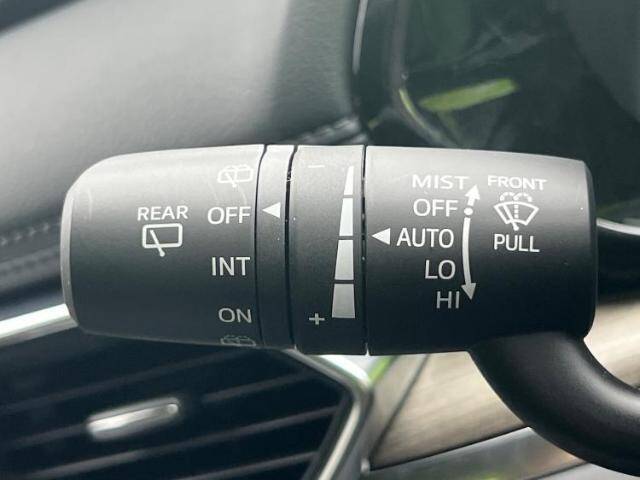 REAR
OFF
INT
ON
−
+
MIST
OFF
AUTO
LO
HI
FRONT
PULL